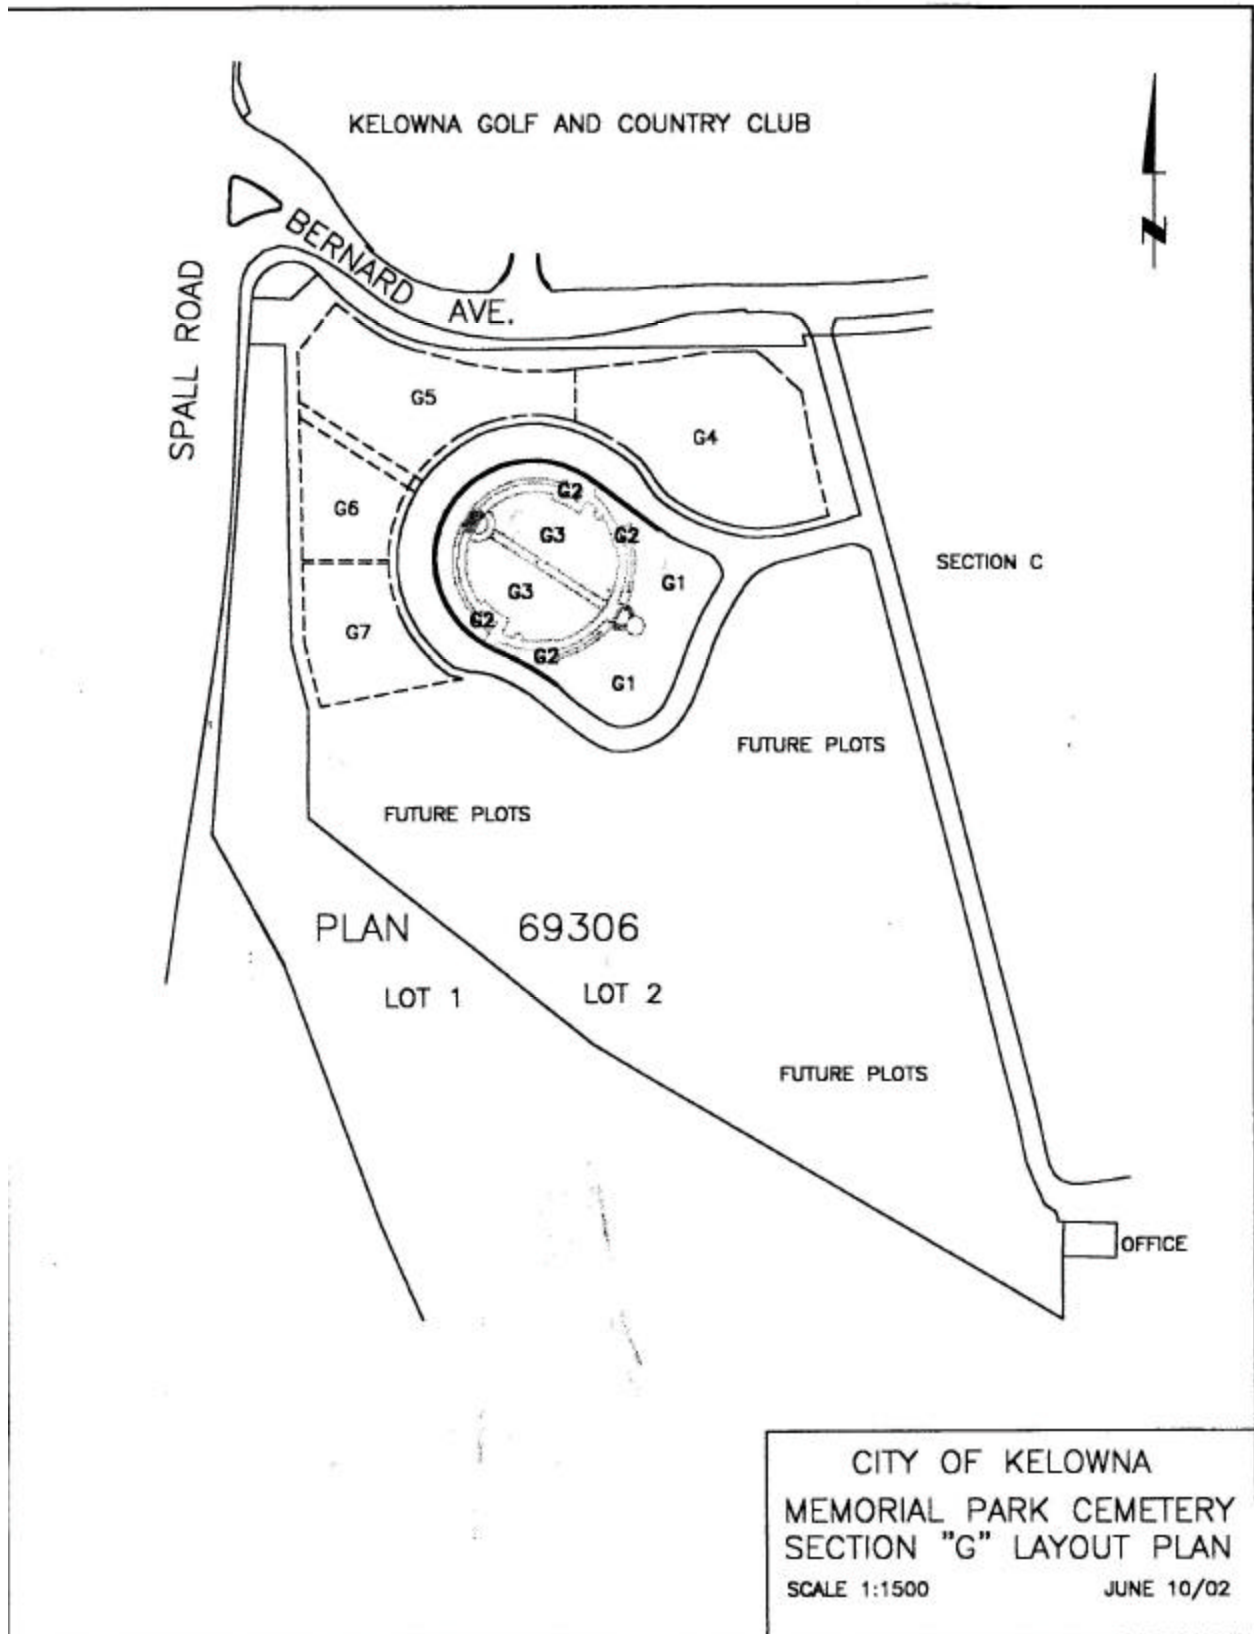 KELOWNA GOLF AND COUNTRY CLUB
N
BERNARD AVE.
SPALL ROAD
G5
G4
G6
G2
G3
G2
SECTION C
G1
G3
G7
G2
G2
G1
FUTURE PLOTS
FUTURE PLOTS
PLAN 69306
LOT 1 LOT 2
FUTURE PLOTS
OFFICE
CITY OF KELOWNA
MEMORIAL PARK CEMETERY
SECTION "G" LAYOUT PLAN
SCALE 1:1500 JUNE 10/02